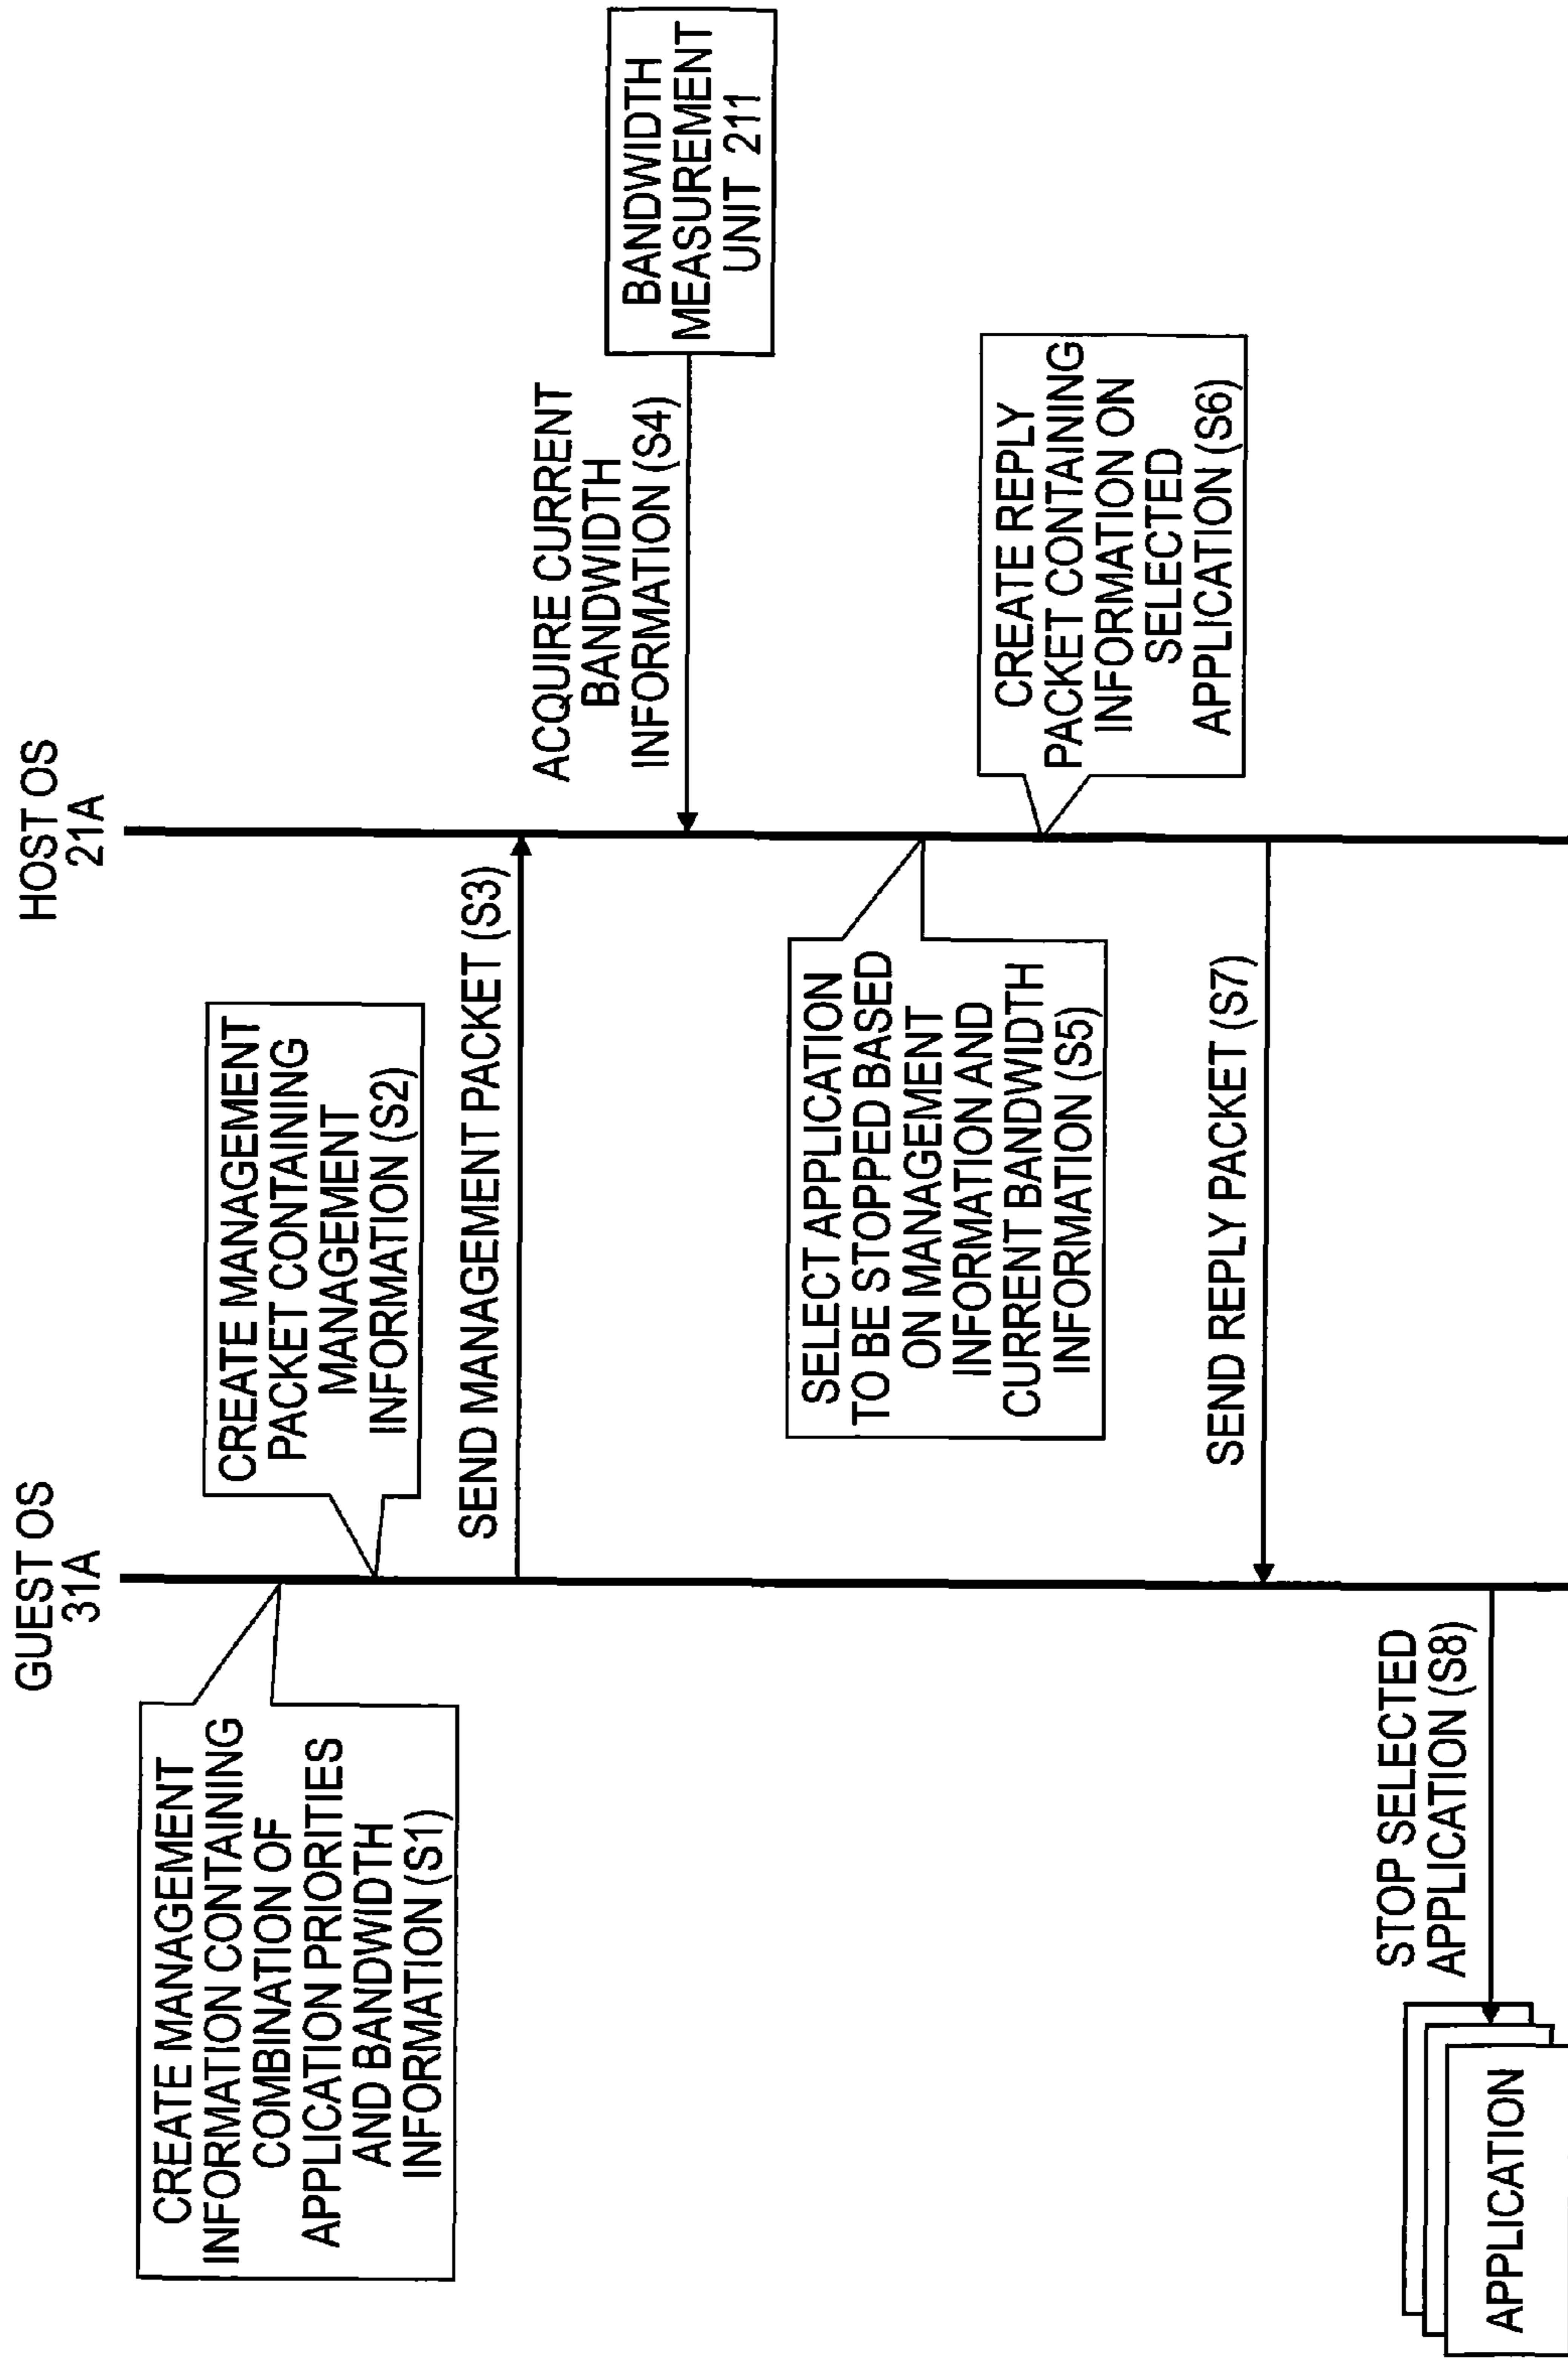 GUEST OS
31A
HOST OS
21A
CREATE MANAGEMENT
INFORMATION CONTAINING
COMBINATION OF
APPLICATION PRIORITIES
AND BANDWIDTH
INFORMATION (S1)
CREATE MANAGEMENT
PACKET CONTAINING
MANAGEMENT
INFORMATION (S2)
SEND MANAGEMENT PACKET (S3)
ACQUIRE CURRENT
BANDWIDTH
INFORMATION (S4)
BANDWIDTH
MEASUREMENT
UNIT 211
SELECT APPLICATION
TO BE STOPPED BASED
ON MANAGEMENT
INFORMATION AND
CURRENT BANDWIDTH
INFORMATION (S5)
CREATE REPLY
PACKET CONTAINING
INFORMATION ON
SELECTED
APPLICATION (S6)
SEND REPLY PACKET (S7)
STOP SELECTED
APPLICATION (S8)
APPLICATION